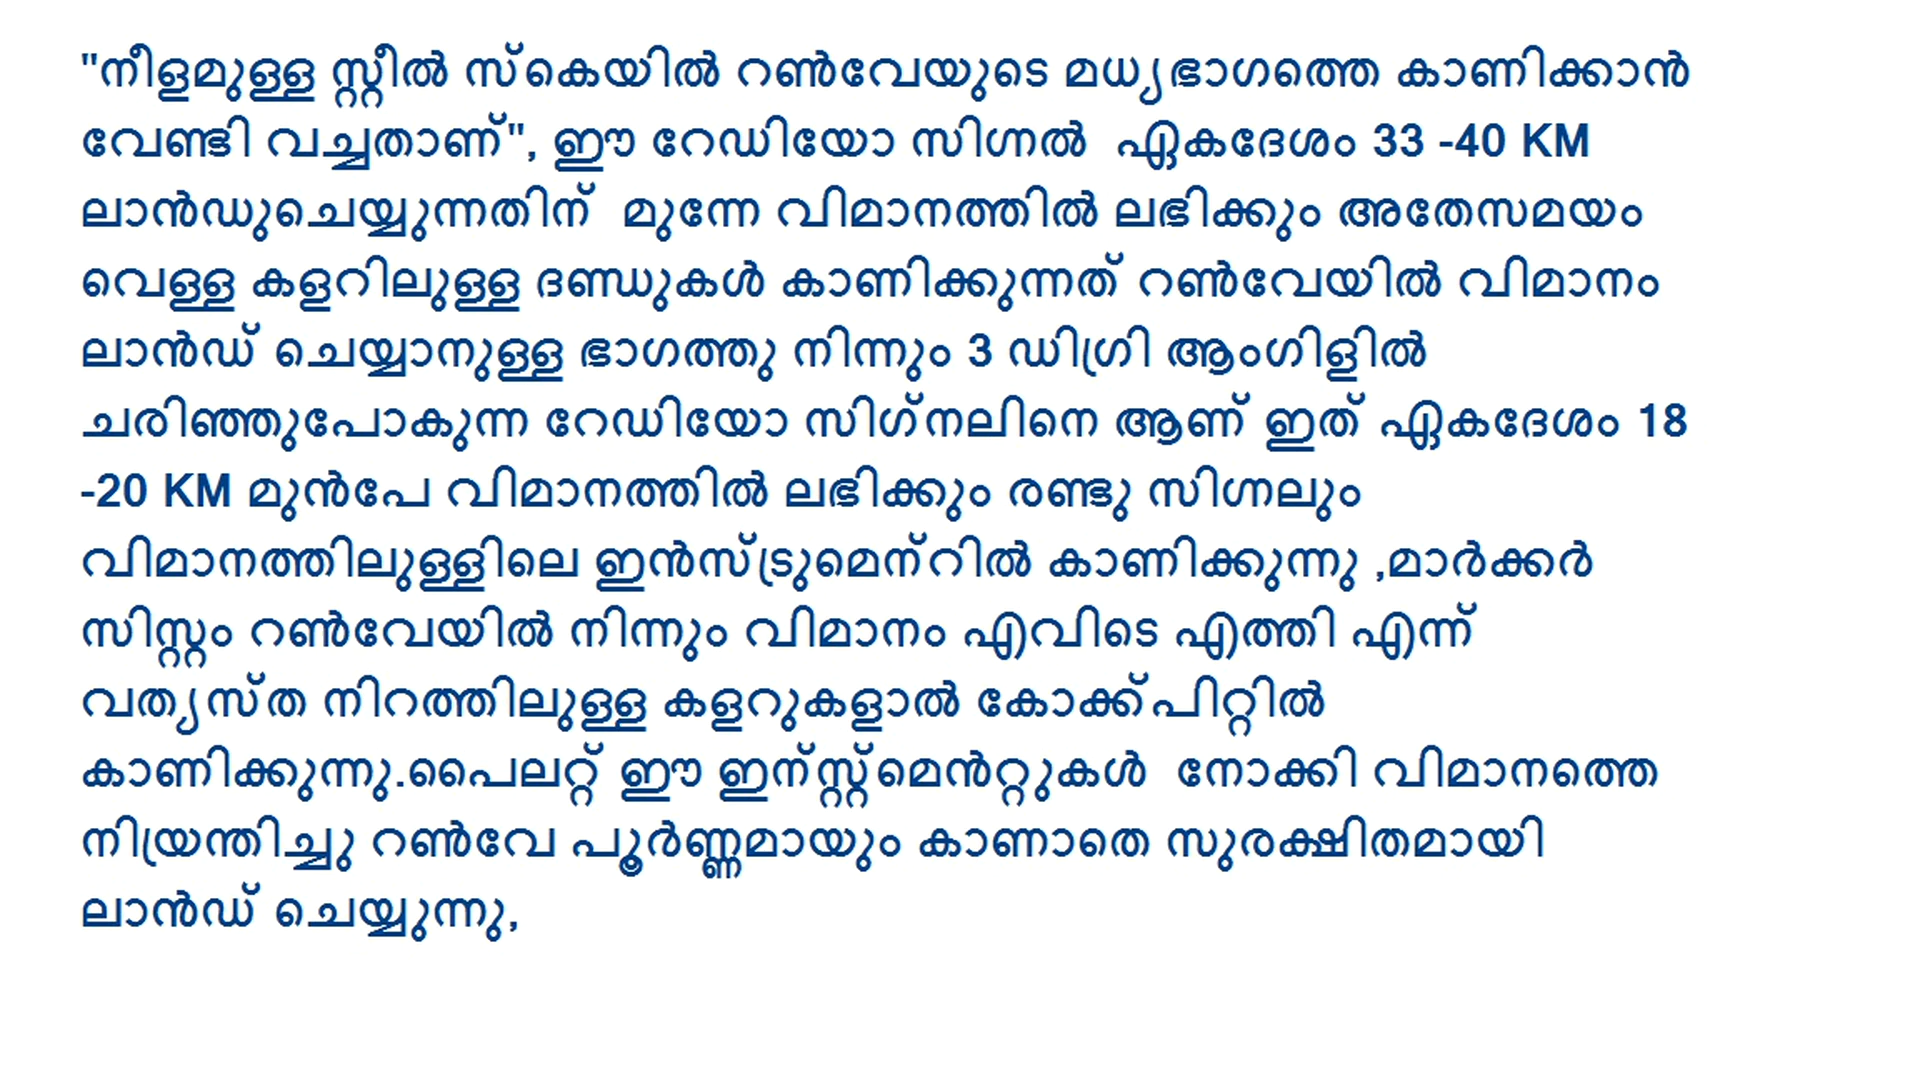 "നീളമുള്ള സ്റ്റീൽ സ്കെയിൽ റൺവേയുടെ മധ്യഭാഗത്തെ കാണിക്കാൻ
വേണ്ടി വച്ചതാണ്", ഈ റേഡിയോ സിഗ്നൽ ഏകദേശം 33 -40 KM
ലാൻഡുചെയ്യുന്നതിന് മുന്നേ വിമാനത്തിൽ ലഭിക്കും അതേസമയം
വെള്ള കളറിലുള്ള ദണ്ഡുകൾ കാണിക്കുന്നത് റൺവേയിൽ വിമാനം
ലാൻഡ് ചെയ്യാനുള്ള ഭാഗത്തു നിന്നും 3 ഡിഗ്രി ആംഗിളിൽ
ചരിഞ്ഞുപോകുന്ന റേഡിയോ സിഗ്‌നലിനെ ആണ് ഇത് ഏകദേശം 18
-20 KM മുൻപേ വിമാനത്തിൽ ലഭിക്കും രണ്ടു സിഗ്നലും
വിമാനത്തിലുള്ളിലെ ഇൻസ്ട്രുമെന്റിൽ കാണിക്കുന്നു ,മാർക്കർ
സിസ്റ്റം റൺവേയിൽ നിന്നും വിമാനം എവിടെ എത്തി എന്ന്
വത്യസ്ത നിറത്തിലുള്ള കളറുകളാൽ കോക്ക്പിറ്റിൽ
കാണിക്കുന്നു.പൈലറ്റ് ഈ ഇന്സ്റ്റ്മെൻറ്റുകൾ നോക്കി വിമാനത്തെ
നിയ്രന്തിച്ചു റൺവേ പൂർണ്ണമായും കാണാതെ സുരക്ഷിതമായി
ലാൻഡ് ചെയ്യുന്നു,